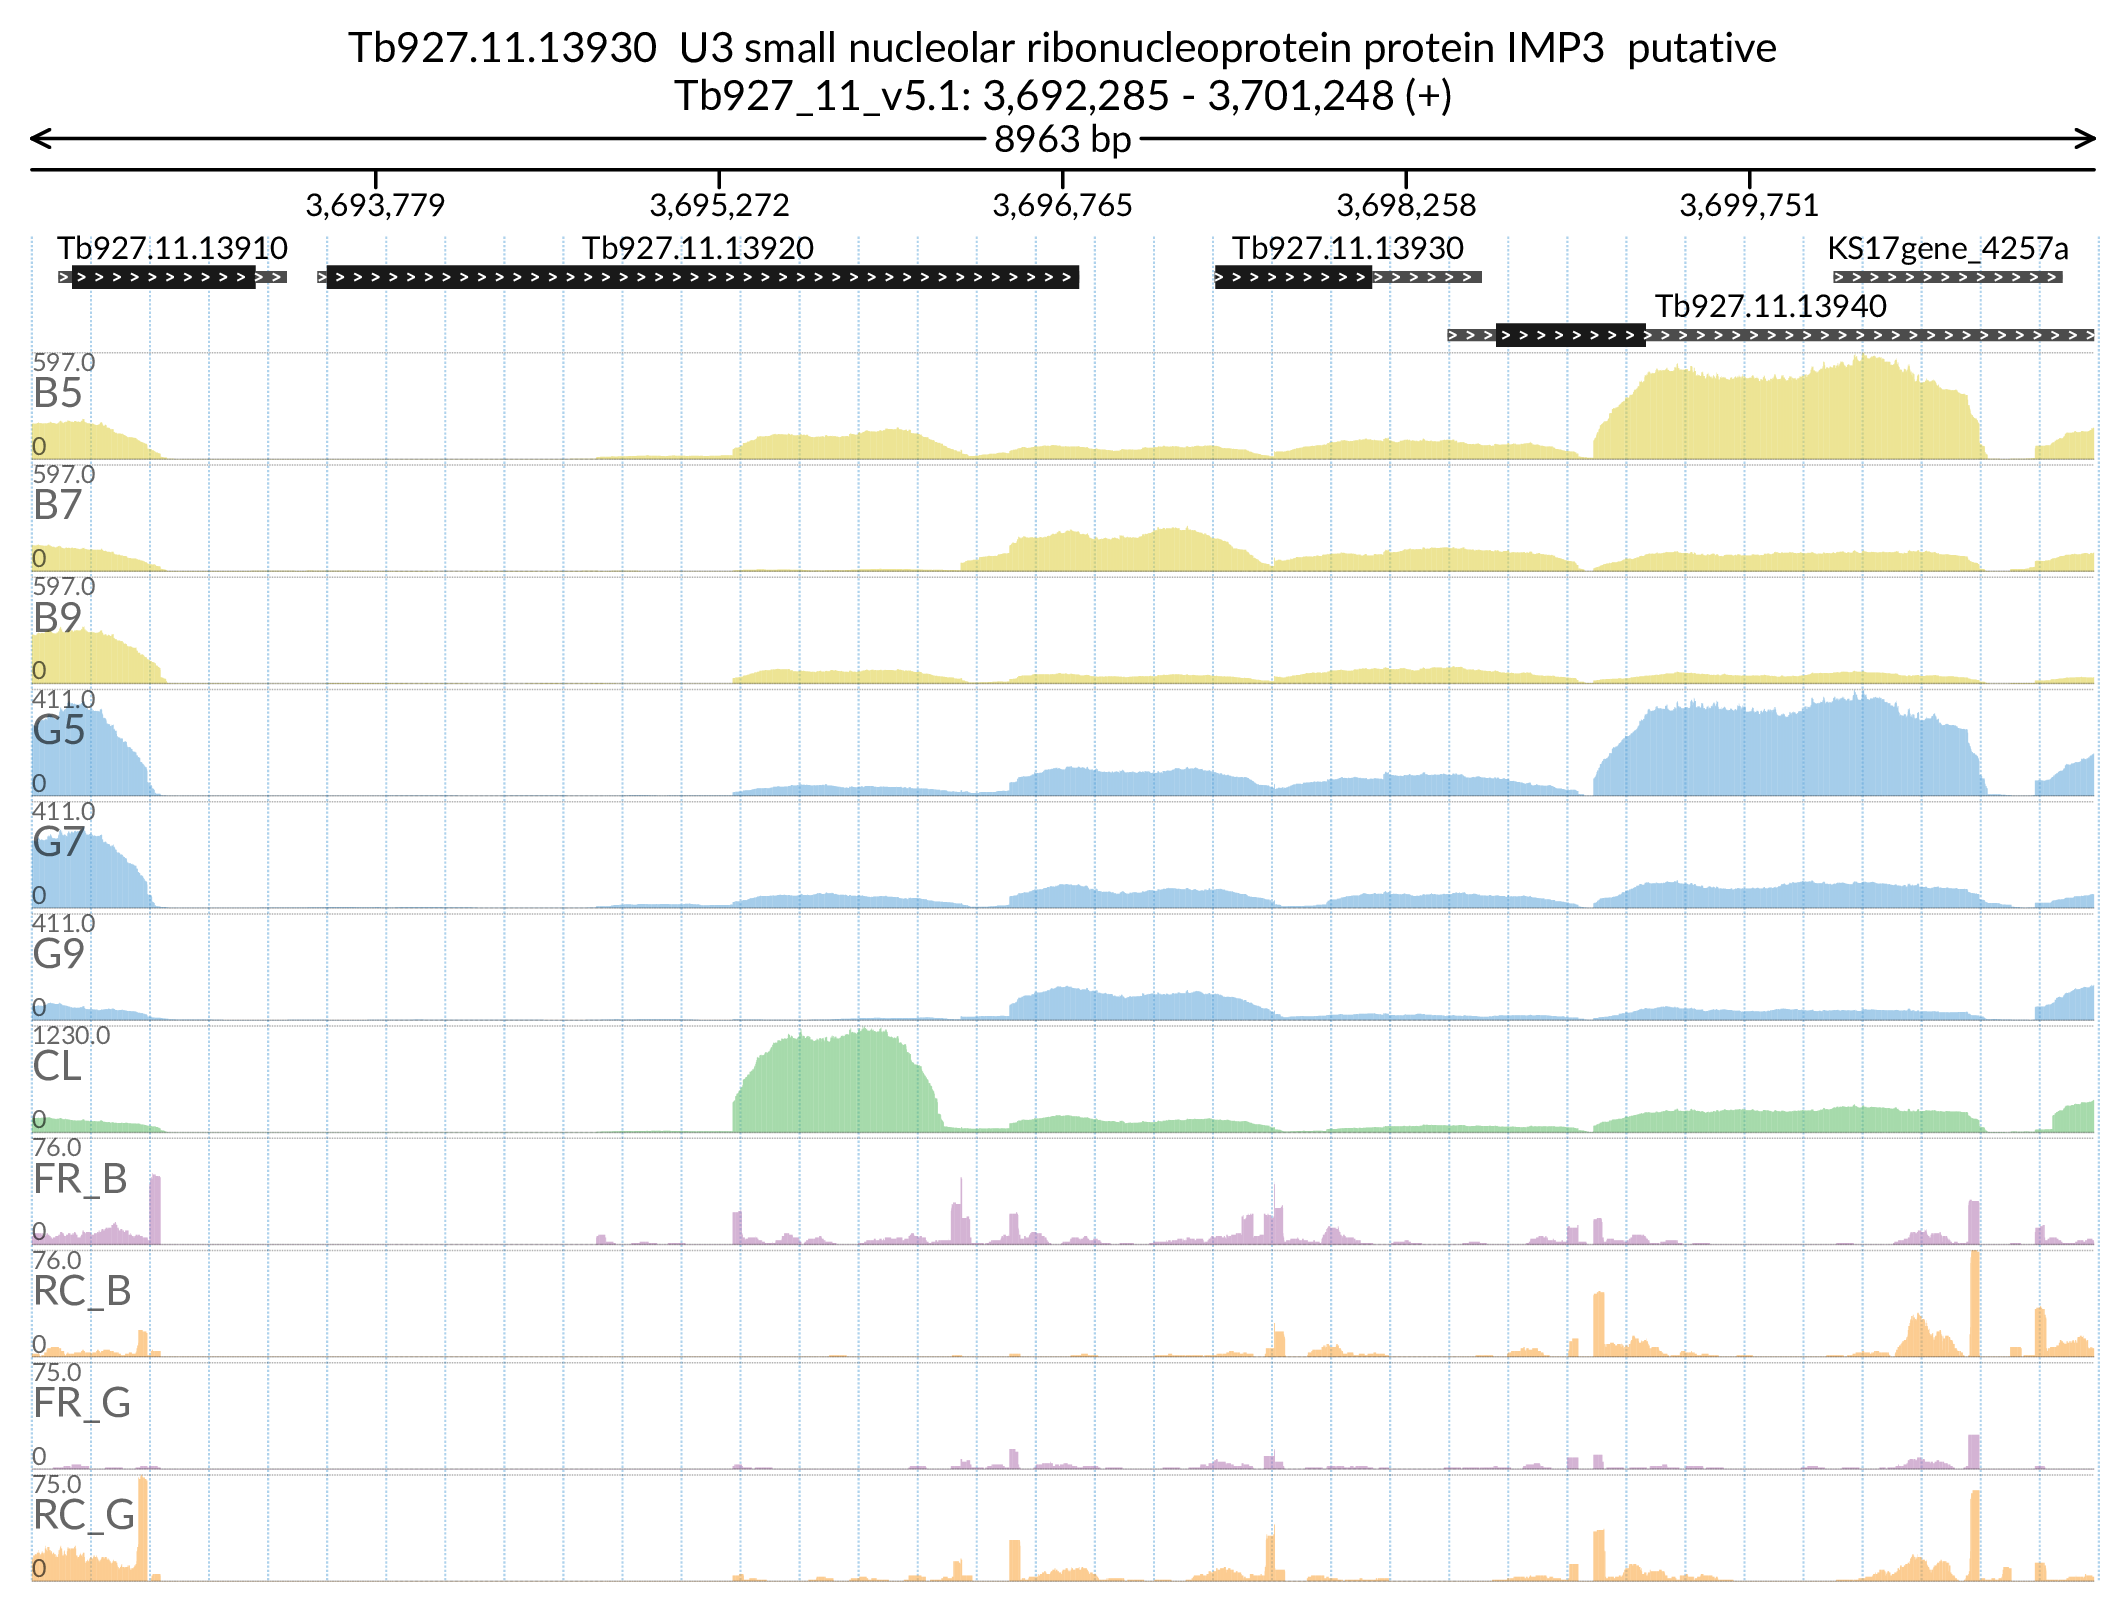 Tb927.11.13930  U3 small nucleolar ribonucleoprotein protein IMP3  putative
Tb927_11_v5.1: 3,692,285 - 3,701,248 (+)
8963 bp
3,693,779 3,695,272 3,696,765 3,698,258 3,699,751
Tb927.11.13910 Tb927.11.13920 Tb927.11.13930 KS17gene_4257a
Tb927.11.13940
597.0
B5
0
597.0
B7
0
597.0
B9
0
411.0
G5
0
411.0
G7
0
411.0
G9
0
1230.0
CL
0
76.0
FR_B
0
76.0
RC_B
0
75.0
FR_G
0
75.0
RC_G
0